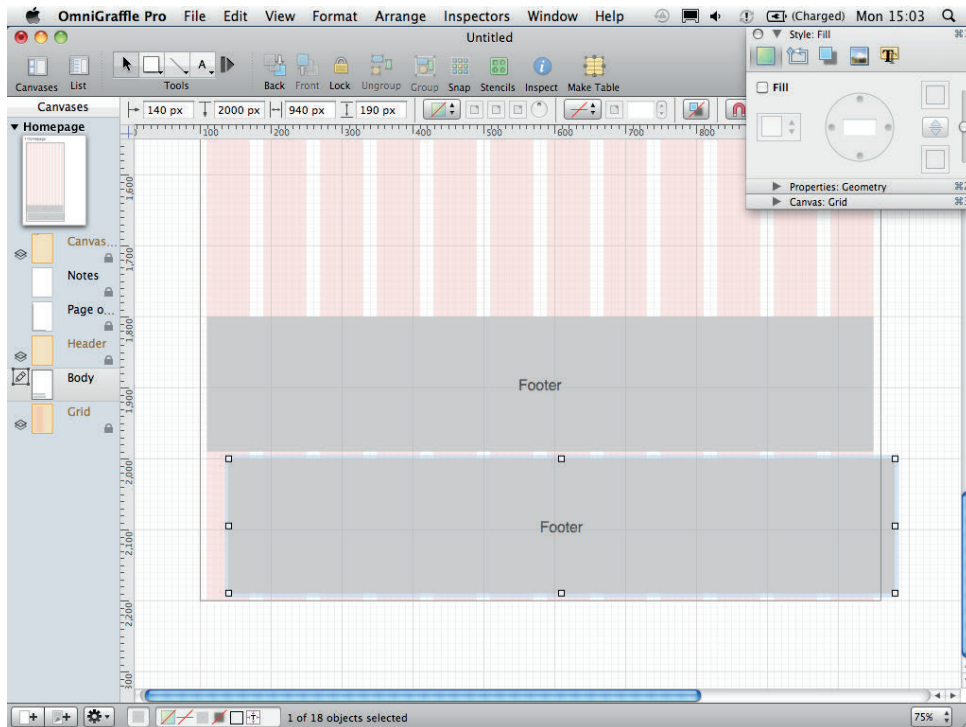 OmniGraffle Pro File Edit View Format Arrange Inspectors Window Help (Charged) Mon 15:03
Untitled
Style: Fill
Canvases List Tools Back Front Lock Ungroup Group Snap Stencils Inspect Make Table
Canvases
140 px 2000 px 940 px 190 px
Fill
Homepage
100 200 300 400 500 600 700 800
1,600
Properties: Geometry
Canvas: Grid
Canvas...
1,700
Notes
Page o...
1,800
Header
Body
Footer
1,900
Grid
2,000
Footer
2,100
2,200
300
1 of 18 objects selected
75%